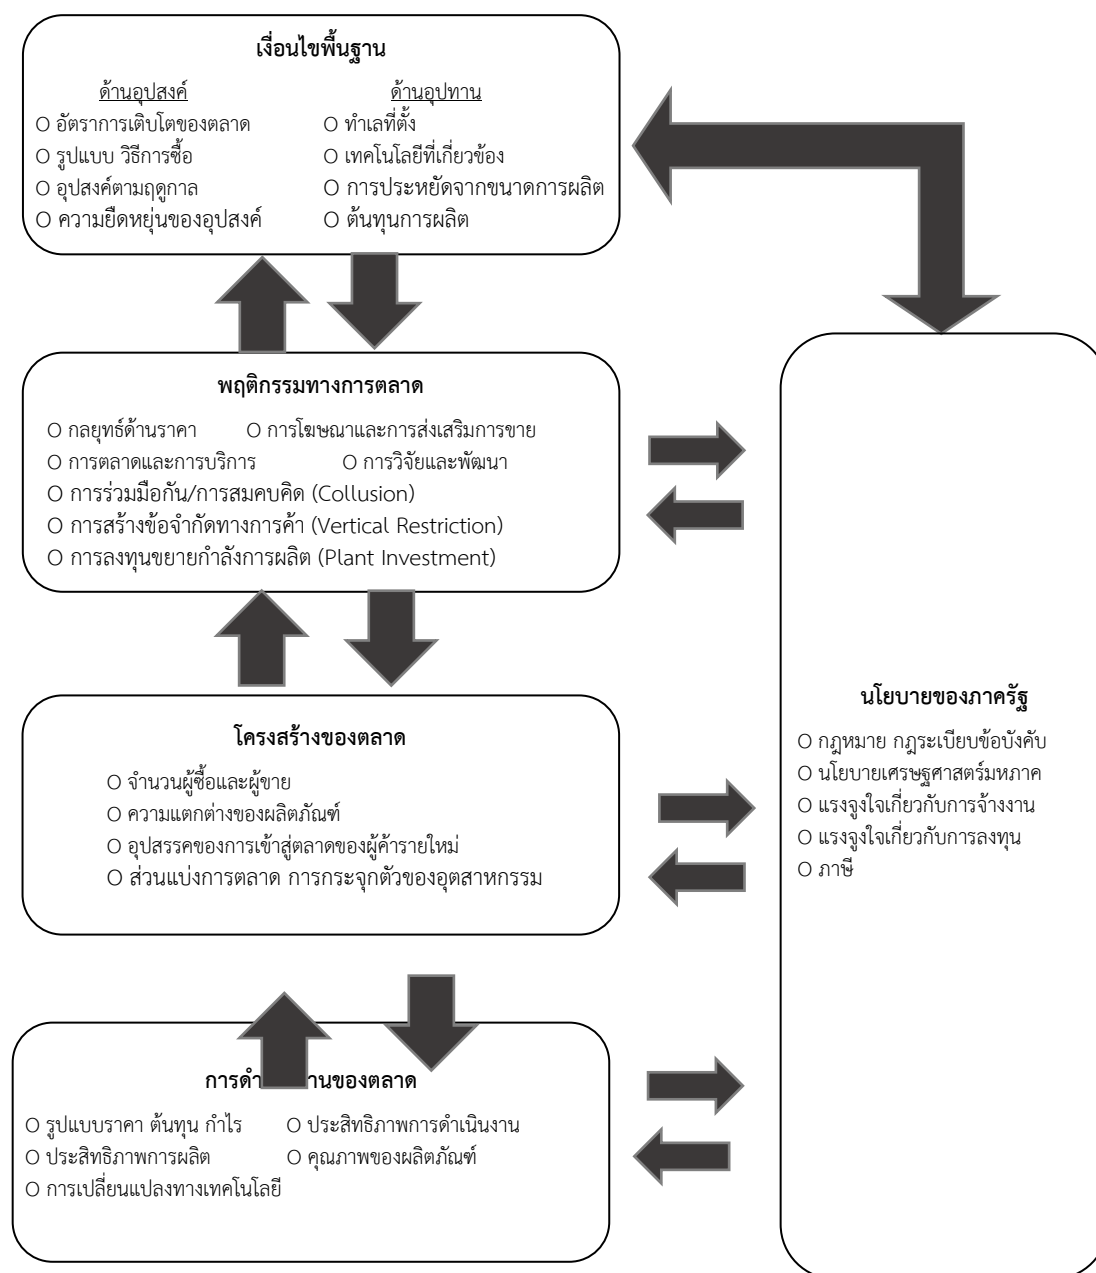 เงื่อนไขพื้นฐาน
ด้านอุปสงค์ ด้านอุปทาน
O อัตราการเติบโตของตลาด O ทำเลที่ตั้ง
O รูปแบบ วิธีการซื้อ O เทคโนโลยีที่เกี่ยวข้อง
O อุปสงค์ตามฤดูกาล O การประหยัดจากขนาดการผลิต
O ความยืดหยุ่นของอุปสงค์ O ต้นทุนการผลิต
พฤติกรรมทางการตลาด
O กลยุทธ์ด้านราคา O การโฆษณาและการส่งเสริมการขาย
O การตลาดและการบริการ O การวิจัยและพัฒนา
O การร่วมมือกัน/การสมคบคิด (Collusion)
O การสร้างข้อจำกัดทางการค้า (Vertical Restriction)
O การลงทุนขยายกำลังการผลิต (Plant Investment)
โครงสร้างของตลาด
O จำนวนผู้ซื้อและผู้ขาย
O ความแตกต่างของผลิตภัณฑ์
O อุปสรรคของการเข้าสู่ตลาดของผู้ค้ารายใหม่
O ส่วนแบ่งการตลาด การกระจุกตัวของอุตสาหกรรม
การดำ านของตลาด
O รูปแบบราคา ต้นทุน กำไร O ประสิทธิภาพการดำเนินงาน
O ประสิทธิภาพการผลิต O คุณภาพของผลิตภัณฑ์
O การเปลี่ยนแปลงทางเทคโนโลยี
นโยบายของภาครัฐ
O กฎหมาย กฎระเบียบข้อบังคับ
O นโยบายเศรษฐศาสตร์มหภาค
O แรงจูงใจเกี่ยวกับการจ้างงาน
O แรงจูงใจเกี่ยวกับการลงทุน
O ภาษี